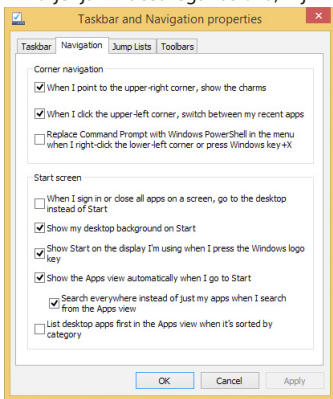 Taskbar and Navigation properties
Taskbar Navigation Jump Lists Toolbars
Corner navigation
When I point to the upper-right corner, show the charms
When I click the upper-left corner, switch between my recent apps
Replace Command Prompt with Windows PowerShell in the menu
when I right-click the lower-left corner or press Windows key+X
Start screen
When I sign in or close all apps on a screen, go to the desktop
instead of Start
Show my desktop background on Start
Show Start on the display I'm using when I press the Windows logo
key
Show the Apps view automatically when I go to Start
Search everywhere instead of just my apps when I search
from the Apps view
List desktop apps first in the Apps view when it's sorted by
category
OK Cancel Apply